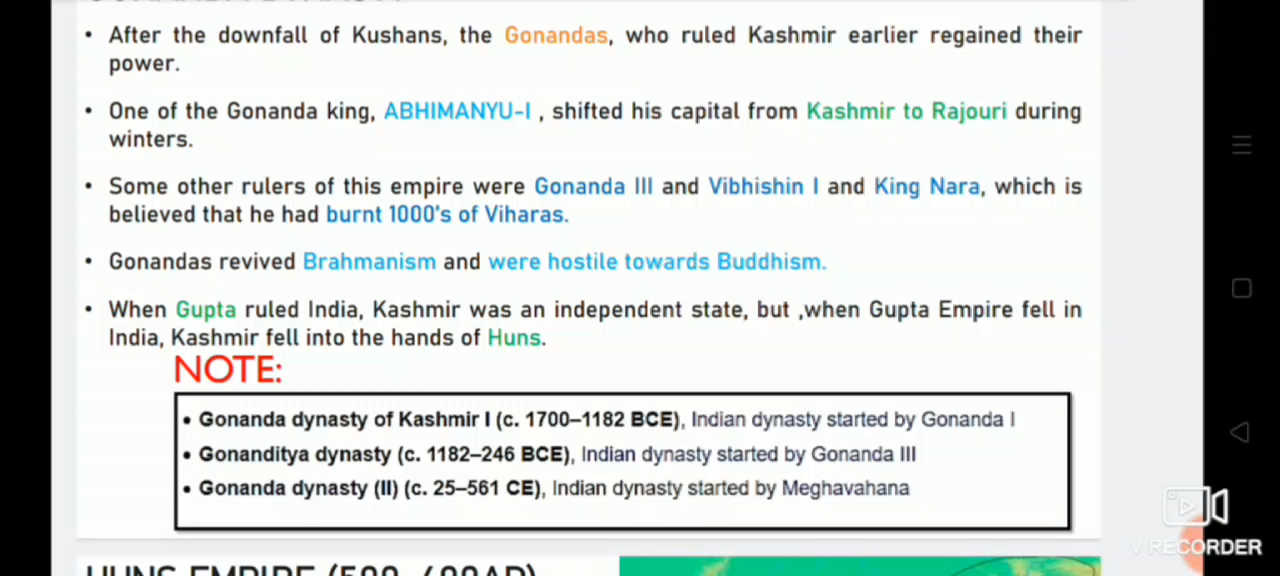 • After the downfall of Kushans, the Gonandas, who ruled Kashmir earlier regained their
power.
• One of the Gonanda king, ABHIMANYU-I , shifted his capital from Kashmir to Rajouri during
winters.
• Some other rulers of this empire were Gonanda III and Vibhishin I and King Nara, which is
believed that he had burnt 1000's of Viharas.
• Gonandas revived Brahmanism and were hostile towards Buddhism.
• When Gupta ruled India, Kashmir was an independent state, but ,when Gupta Empire fell in
India, Kashmir fell into the hands of Huns.
NOTE:
• Gonanda dynasty of Kashmir I (c. 1700–1182 BCE), Indian dynasty started by Gonanda I
• Gonanditya dynasty (c. 1182–246 BCE), Indian dynasty started by Gonanda III
• Gonanda dynasty (II) (c. 25–561 CE), Indian dynasty started by Meghavahana
V RECORDER
HUNS EMPIRE (500-600AD)